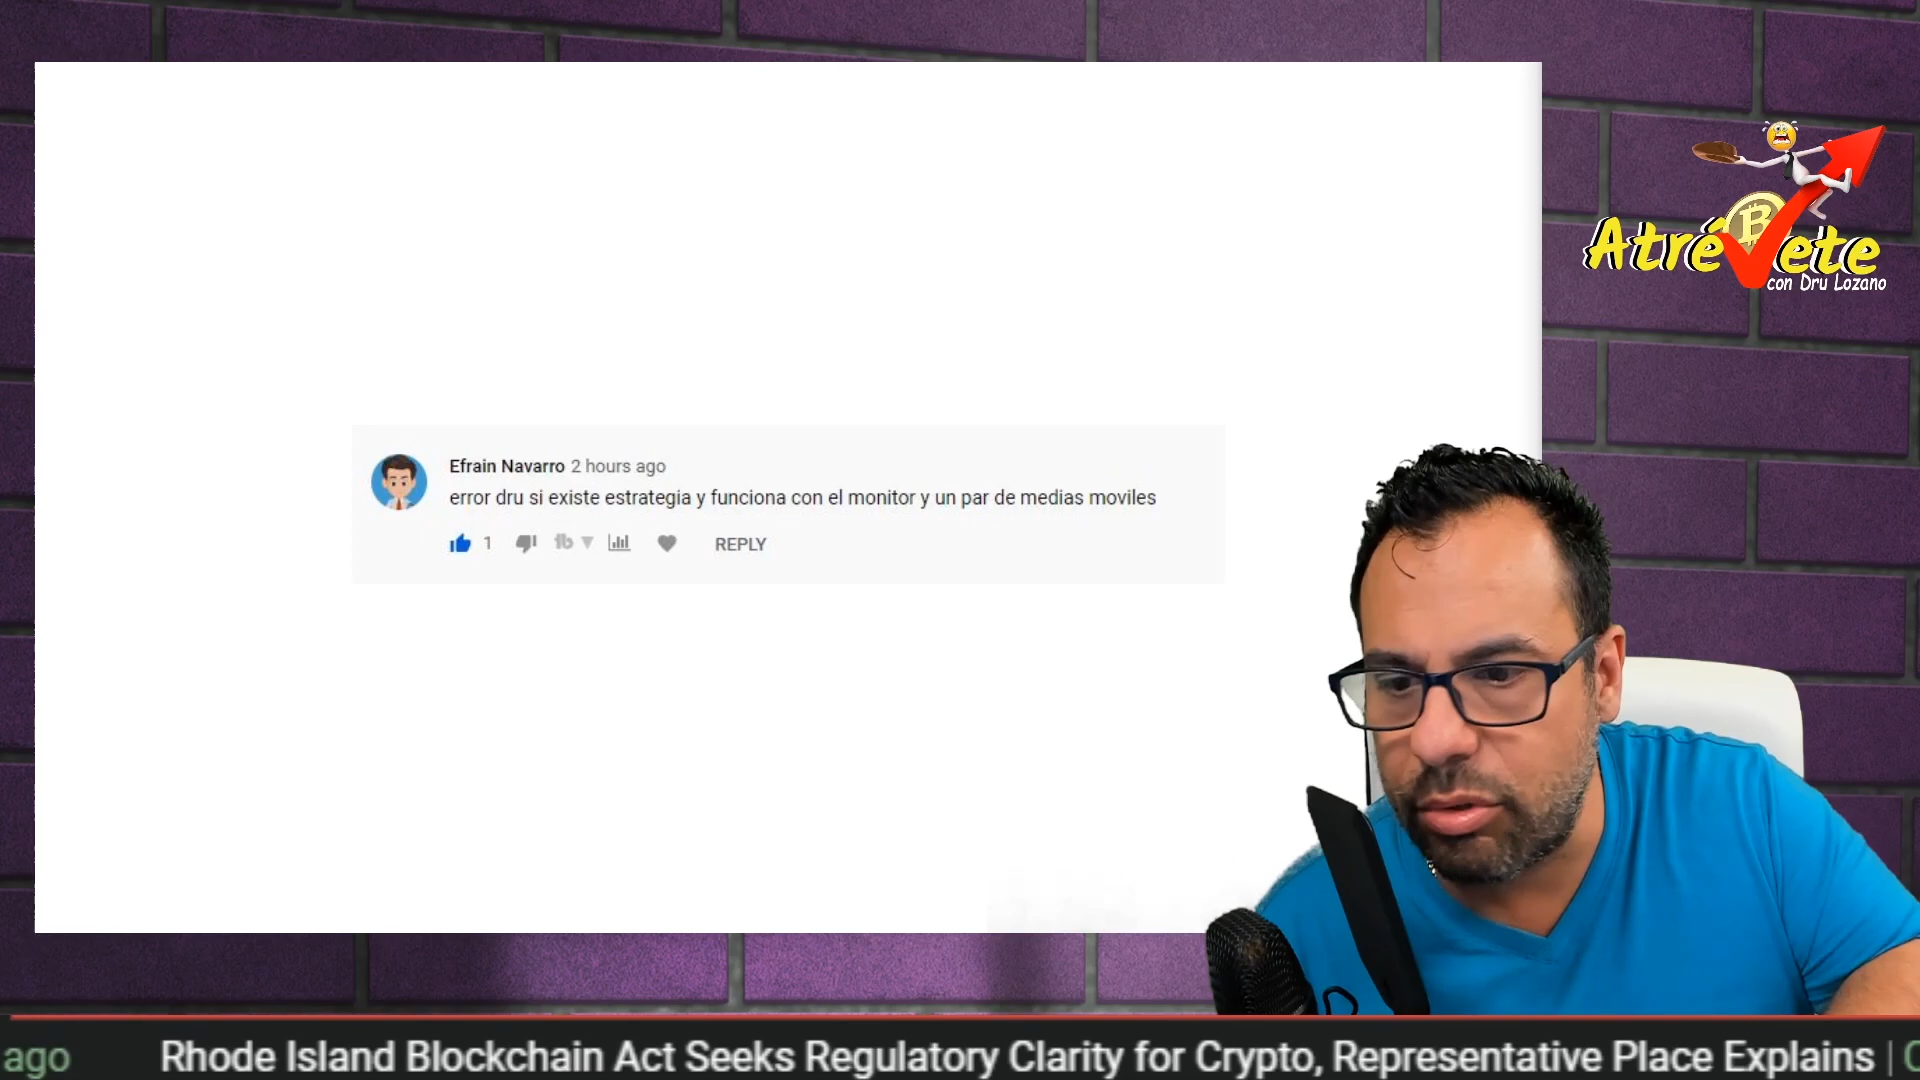 Atrévete
con Dru Lozano
Efrain Navarro 2 hours ago
error dru si existe estrategia y funciona con el monitor y un par de medias moviles
1
REPLY
ago Rhode Island Blockchain Act Seeks Regulatory Clarity for Crypto, Representative Place Explains |